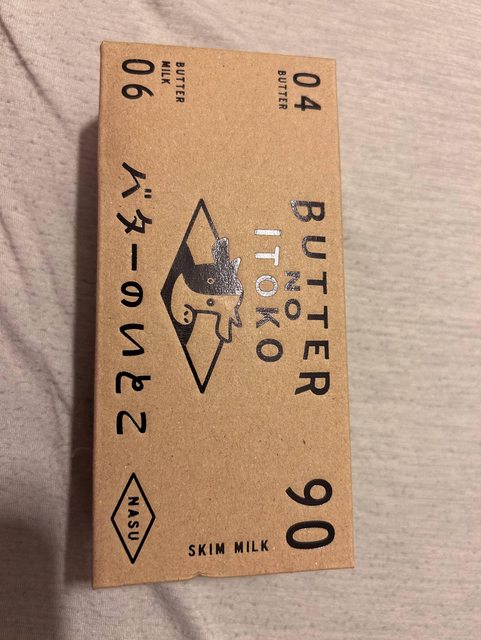 04
BUTTER
BUTTER
NO
ITOKO
90
SKIM MILK
06
BUTTER
MILK
バターのいとこ
NASU